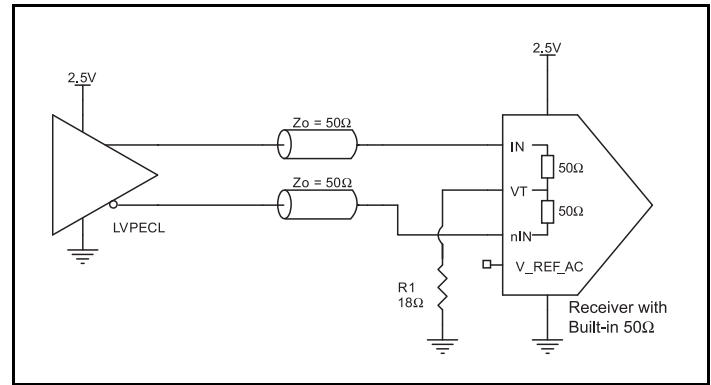 2.5V
2.5V
Zo = 50Ω
IN
50Ω
Zo = 50Ω
VT
50Ω
LVPECL
nIN
V_REF_AC
R1
18Ω
Receiver with
Built-in 50Ω